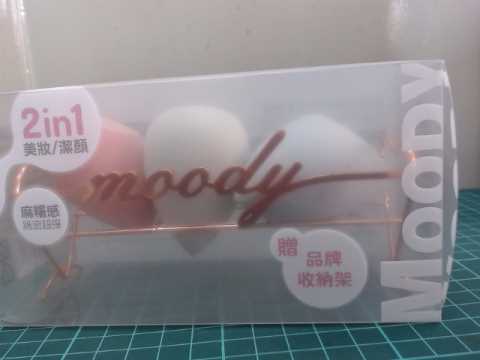 2in1
美妝/潔顏
moody
麻糬感
贈
品牌
收納架
MOODY